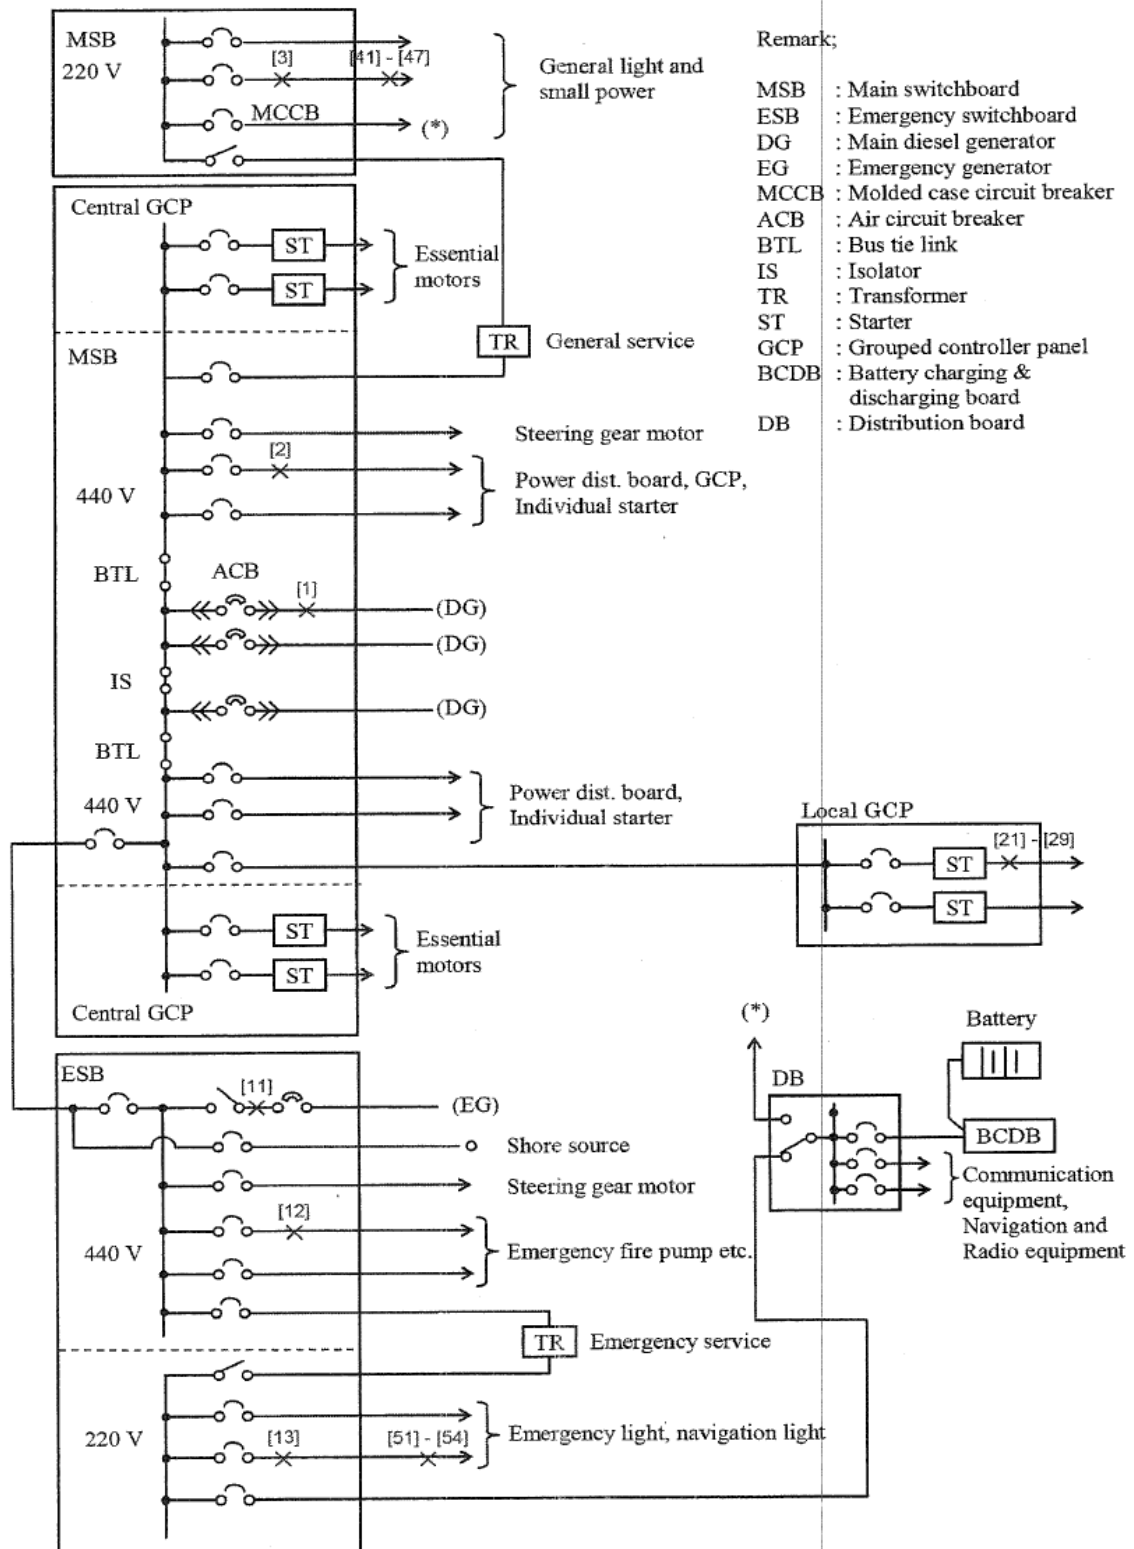 MSB
220 V
[3]
[41] - [47]
MCCB
(*)
General light and
small power
Remark;
MSB : Main switchboard
ESB : Emergency switchboard
DG : Main diesel generator
EG : Emergency generator
MCCB : Molded case circuit breaker
ACB : Air circuit breaker
BTL : Bus tie link
IS : Isolator
TR : Transformer
ST : Starter
GCP : Grouped controller panel
BCDB : Battery charging &
discharging board
DB : Distribution board
Central GCP
ST
ST
Essential
motors
TR
General service
MSB
Steering gear motor
[2]
440 V
Power dist. board, GCP,
Individual starter
BTL
ACB
[1]
(DG)
(DG)
IS
(DG)
BTL
440 V
Power dist. board,
Individual starter
Local GCP
[21] - [29]
ST
ST
ST
ST
Essential
motors
Central GCP
ESB
[11]
(EG)
Shore source
Steering gear motor
[12]
440 V
Emergency fire pump etc.
TR
Emergency service
220 V
[13]
[51] - [54]
Emergency light, navigation light
(*)
Battery
DB
BCDB
Communication
equipment,
Navigation and
Radio equipment